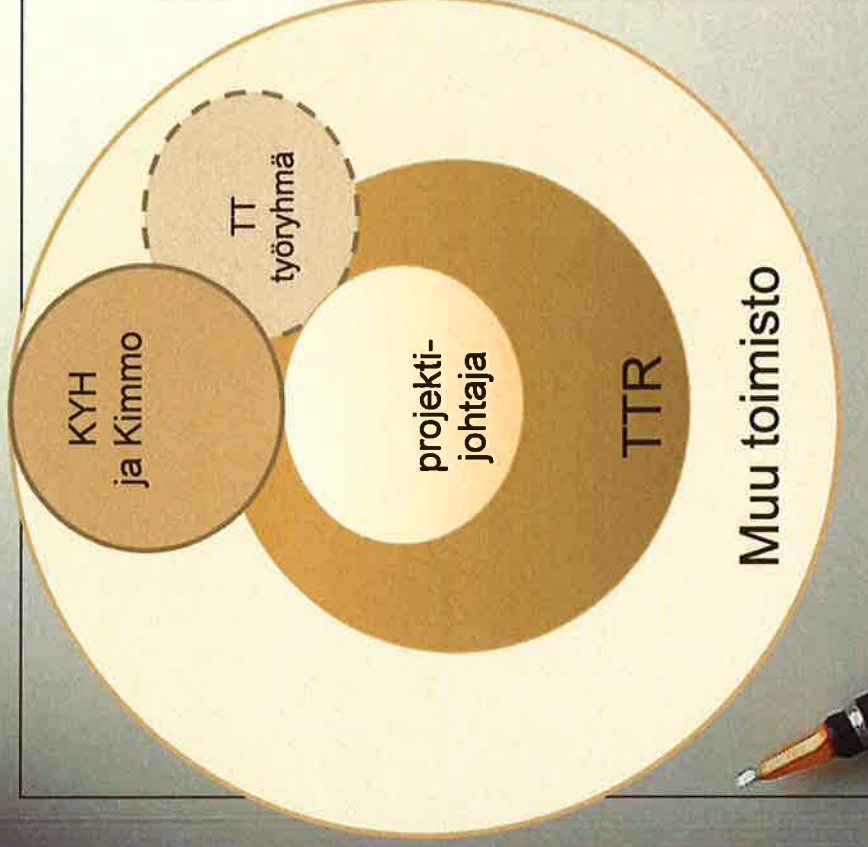 KYH
ja Kimmo
TT
työryhmä
projekti-
johtaja
TTR
Muu toimisto